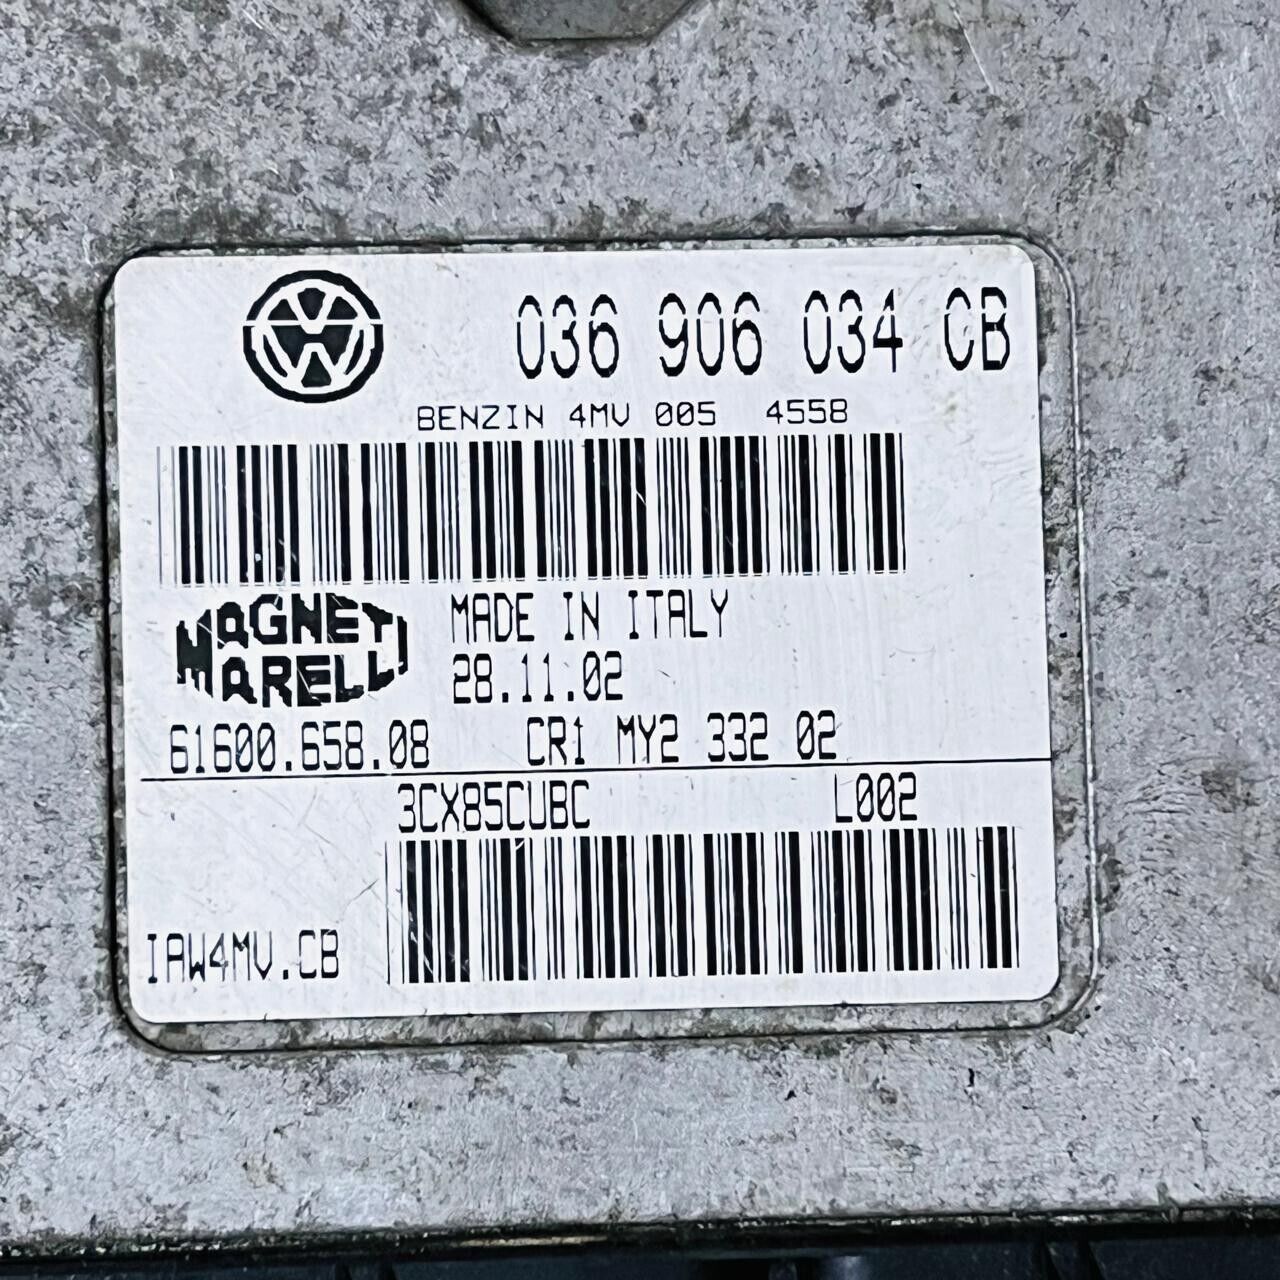 036 906 034 CB
BENZIN 4MV 005 4558
MAGNETI MARELLI
MADE IN ITALY
28.11.02
61600.658.08 CR1 MY2 332 02
3CX85CUBC L002
IAW4MV.CB